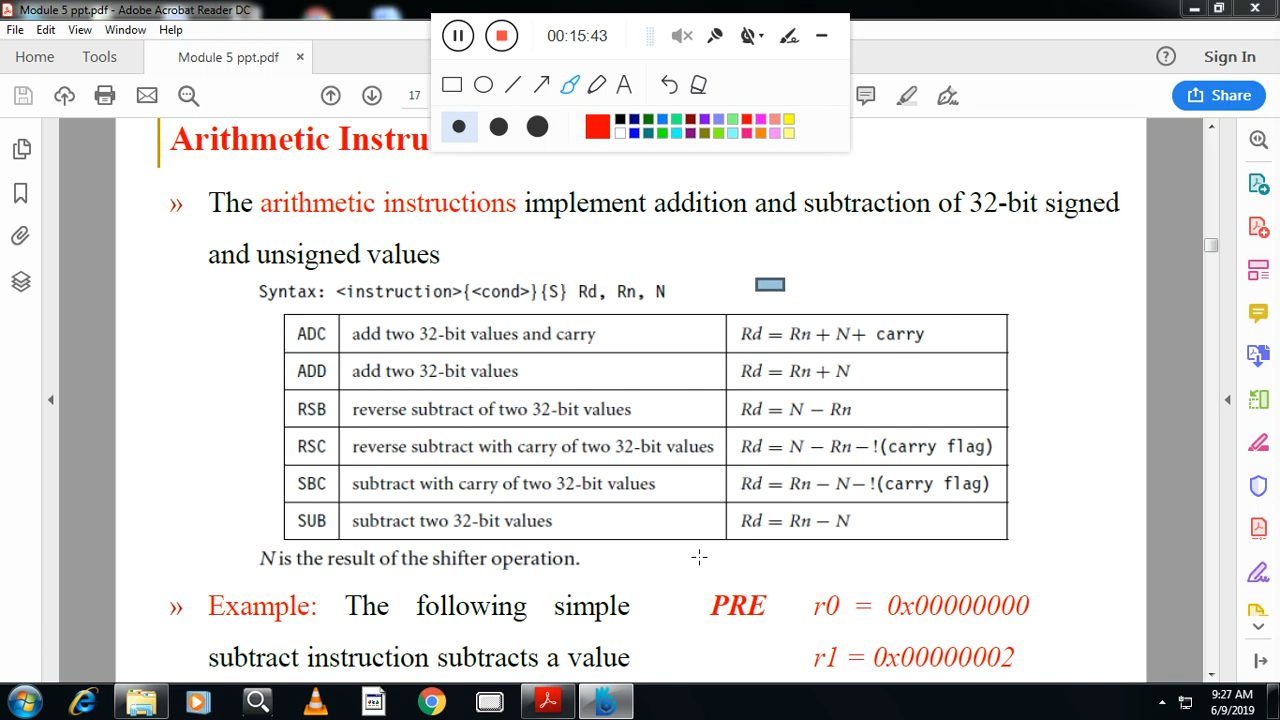 Module 5 ppt.pdf - Adobe Acrobat Reader DC
File Edit View Window Help
Home Tools Module 5 ppt.pdf × Sign In
00:15:43
17
Share
Arithmetic Instru
» The arithmetic instructions implement addition and subtraction of 32-bit signed
and unsigned values
Syntax: <instruction>{<cond>}{S} Rd, Rn, N
ADC add two 32-bit values and carry Rd = Rn + N+ carry
ADD add two 32-bit values Rd = Rn + N
RSB reverse subtract of two 32-bit values Rd = N − Rn
RSC reverse subtract with carry of two 32-bit values Rd = N − Rn −!(carry flag)
SBC subtract with carry of two 32-bit values Rd = Rn − N−!(carry flag)
SUB subtract two 32-bit values Rd = Rn − N
N is the result of the shifter operation.
» Example: The following simple PRE r0 = 0x00000000
subtract instruction subtracts a value r1 = 0x00000002
9:27 AM
6/9/2019